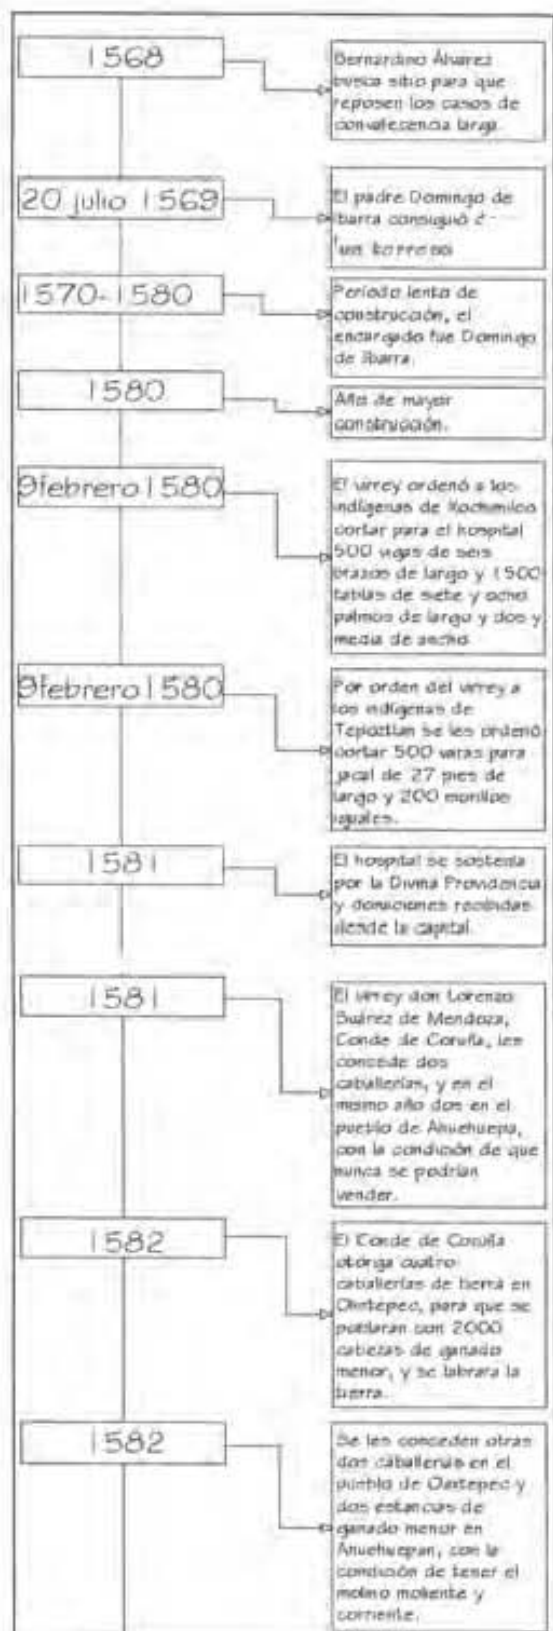 1568
Bernardino Álvarez
busca sitio para que
reposen los casos de
convalecencia larga.
20 julio 1569
El padre Domingo de
Ibarra consiguió
terreno
1570-1580
Período lento de
construcción, el
encargado fue Domingo
de Ibarra.
1580
Año de mayor
construcción.
9febrero1580
El virrey ordenó a los
indígenas de Xochimilco
cortar para el hospital
500 vigas de seis
brazos de largo y 1500
tablas de siete y ocho
palmos de largo y dos y
media de ancho
9febrero1580
Por orden del virrey a
los indígenas de
Tepoztlan se les ordenó
cortar 500 varas para
jacal de 27 pies de
largo y 200 morillos
iguales.
1581
El hospital se sostenía
por la Divina Providencia
y donaciones recibidas
desde la capital.
1581
El virrey don Lorenzo
Suárez de Mendoza,
Conde de Coruña, les
concede dos
caballerías, y en el
mismo año dos en el
pueblo de Ahuehuepa,
con la condición de que
nunca se podrían
vender.
1582
El Conde de Coruña
otorga cuatro
caballerías de tierra en
para que se
poblaran con 2000
cabezas de ganado
menor, y se labrara la
tierra.
1582
Se les conceden otras
dos caballerías en el
pueblo de Oaxtepec y
dos estancias de
ganado menor en
Ahuehuepan, con la
condición de tener el
molino moliente y
corriente.